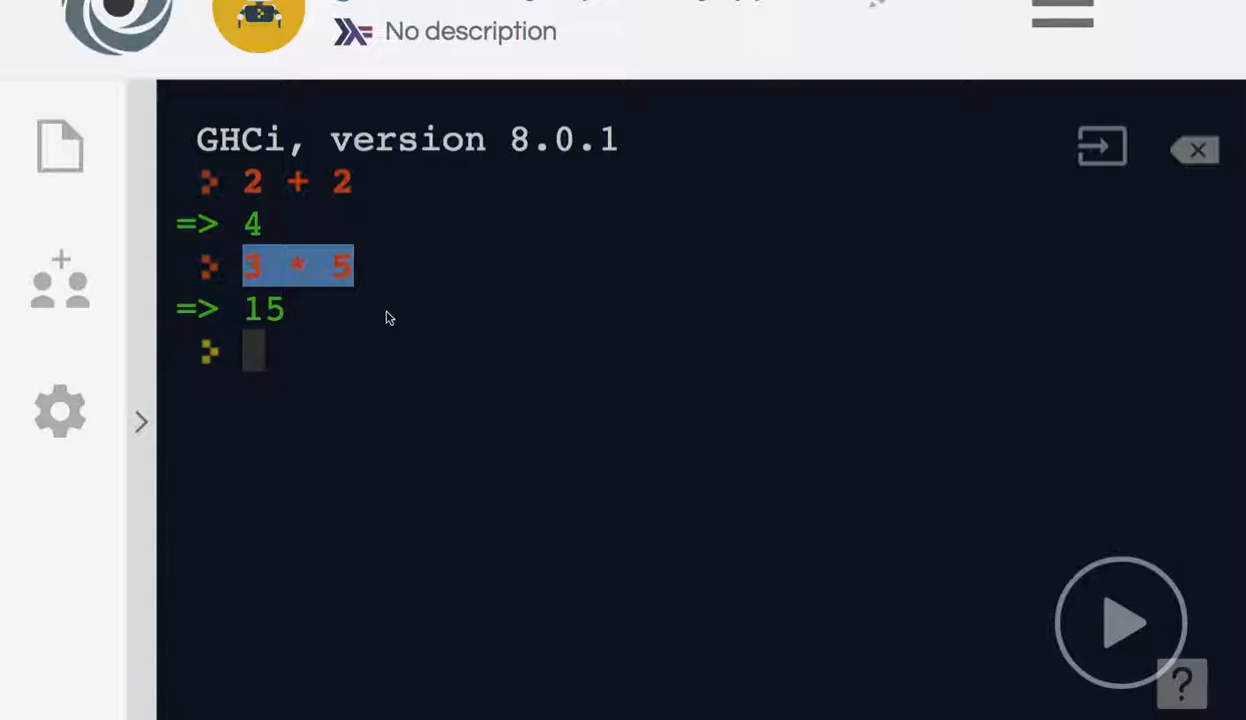 No description
GHCi, version 8.0.1
2 + 2
=> 4
3 * 5
=> 15
?